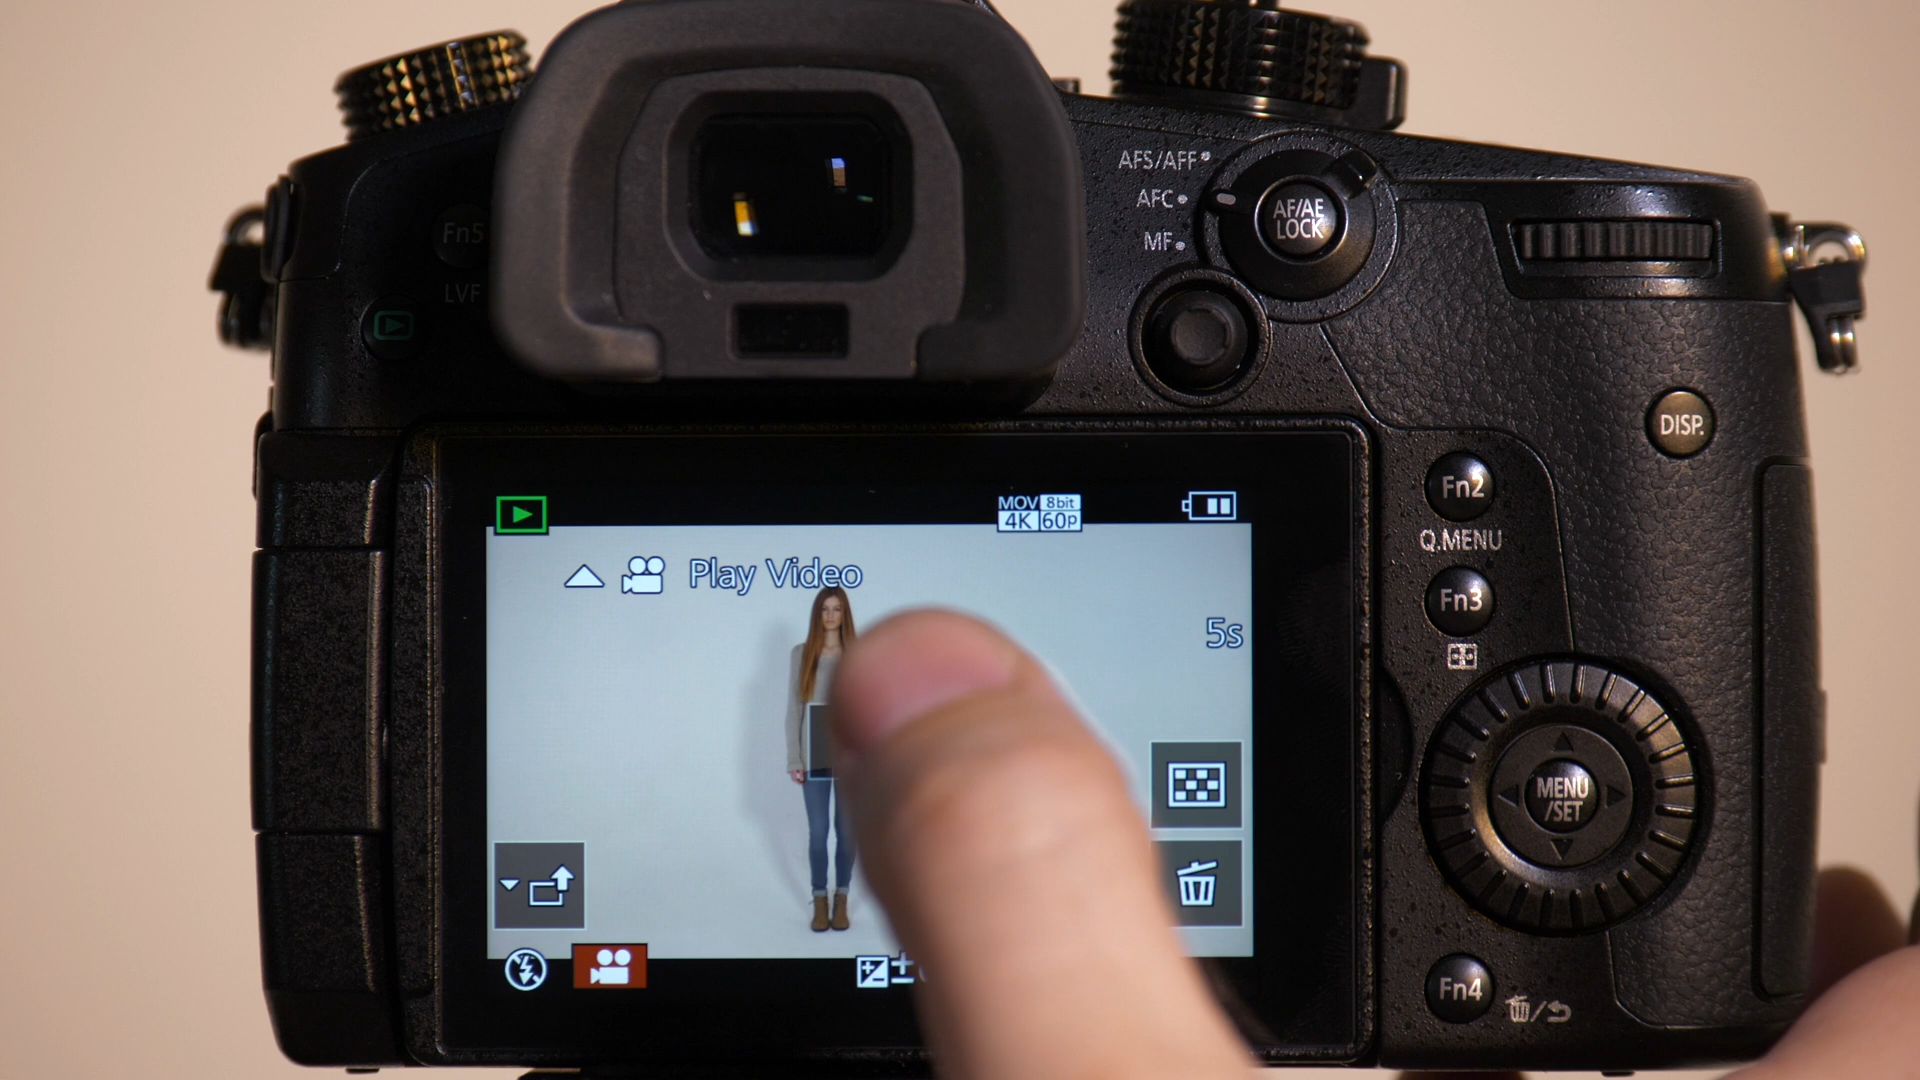 AFS/AFF
AFC
MF
AF/AE
LOCK
Fn5
LVF
DISP.
Fn2
Q.MENU
Fn3
MENU
/SET
Fn4
MOV 8bit
4K 60p
Play Video
5s